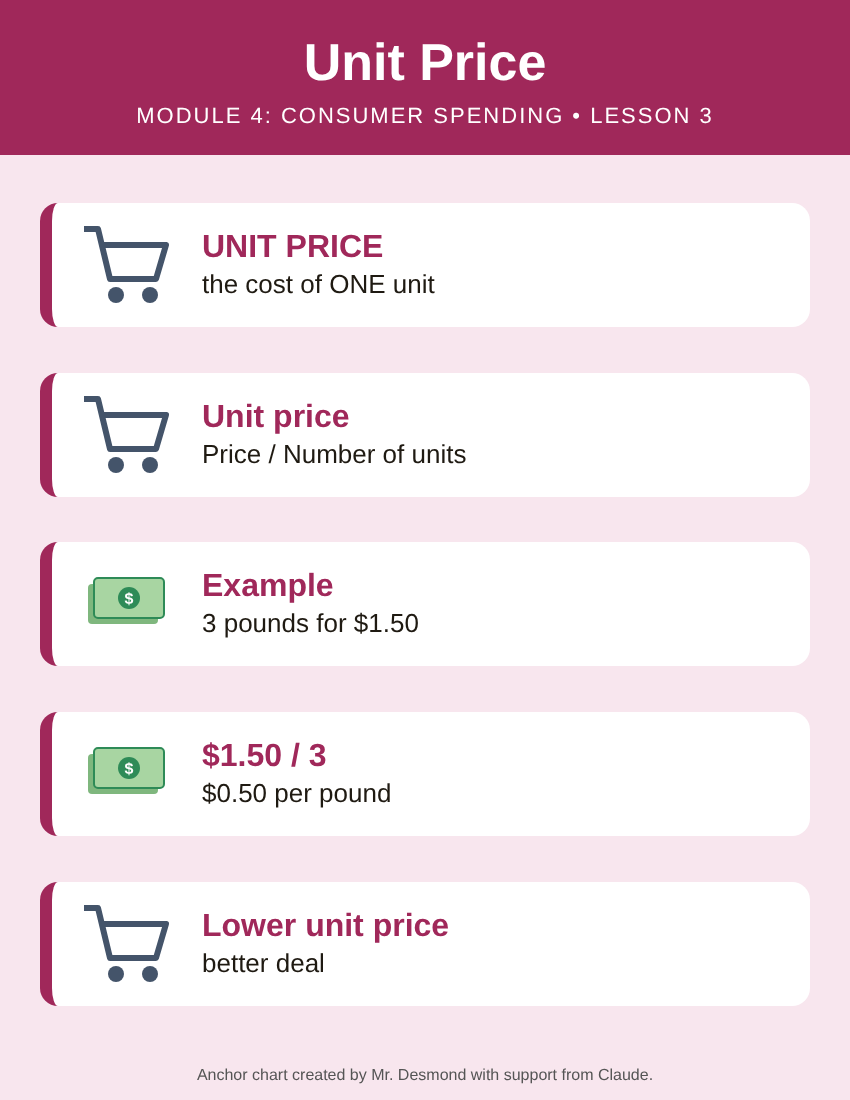 Unit Price
MODULE 4: CONSUMER SPENDING • LESSON 3
UNIT PRICE
the cost of ONE unit
Unit price
Price / Number of units
$
Example
3 pounds for $1.50
$
$1.50 / 3
$0.50 per pound
Lower unit price
better deal
Anchor chart created by Mr. Desmond with support from Claude.